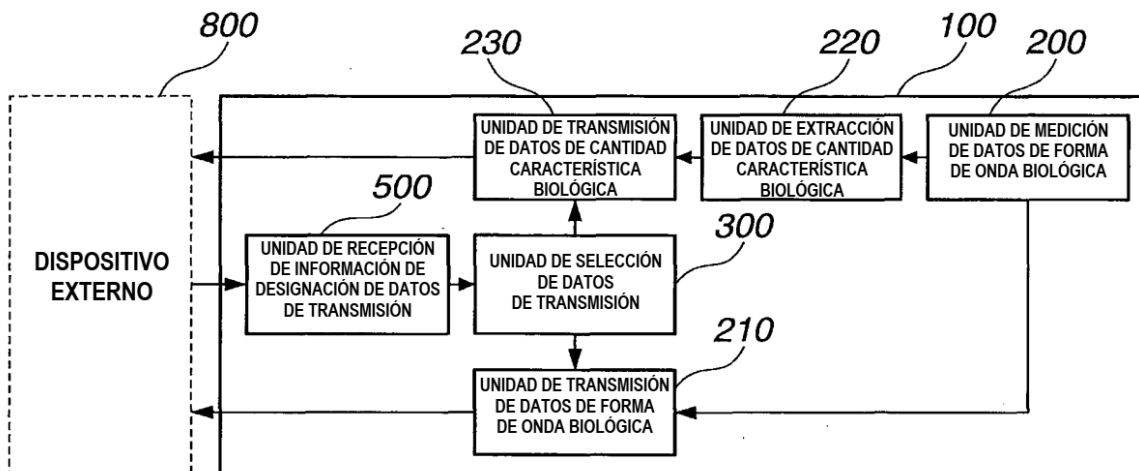 800
230
220
100
200
UNIDAD DE TRANSMISIÓN
DE DATOS DE CANTIDAD
CARACTERÍSTICA
BIOLÓGICA
UNIDAD DE EXTRACCIÓN
DE DATOS DE CANTIDAD
CARACTERÍSTICA
BIOLÓGICA
UNIDAD DE MEDICIÓN
DE DATOS DE FORMA
DE ONDA BIOLÓGICA
500
300
DISPOSITIVO
EXTERNO
UNIDAD DE RECEPCIÓN
DE INFORMACIÓN DE
DESIGNACIÓN DE DATOS
DE TRANSMISIÓN
UNIDAD DE SELECCIÓN
DE DATOS
DE TRANSMISIÓN
210
UNIDAD DE TRANSMISIÓN
DE DATOS DE FORMA
DE ONDA BIOLÓGICA